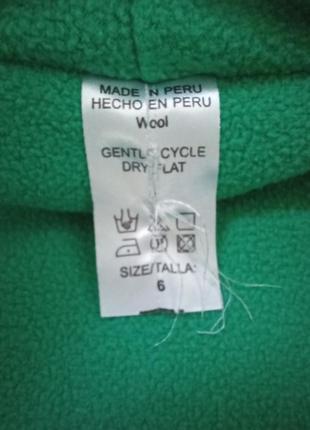 MADE IN PERU
HECHO EN PERU
Wool
GENTLE CYCLE
DRY FLAT
SIZE/TALLA:
6